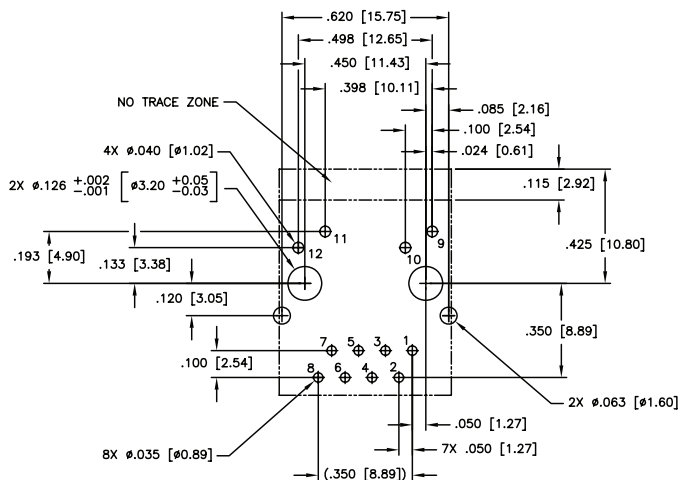 .620 [15.75]
.498 [12.65]
.450 [11.43]
.398 [10.11]
NO TRACE ZONE
.085 [2.16]
.100 [2.54]
4X ø.040 [ø1.02]
.024 [0.61]
2X ø.126 +.002 -.001 [ø3.20 +0.05 -0.03]
.115 [2.92]
11
9
12
10
.193 [4.90]
.133 [3.38]
.425 [10.80]
.120 [3.05]
.350 [8.89]
7 5 3 1
.100 [2.54]
8 6 4 2
2X ø.063 [ø1.60]
.050 [1.27]
8X ø.035 [ø0.89]
7X .050 [1.27]
(.350 [8.89])